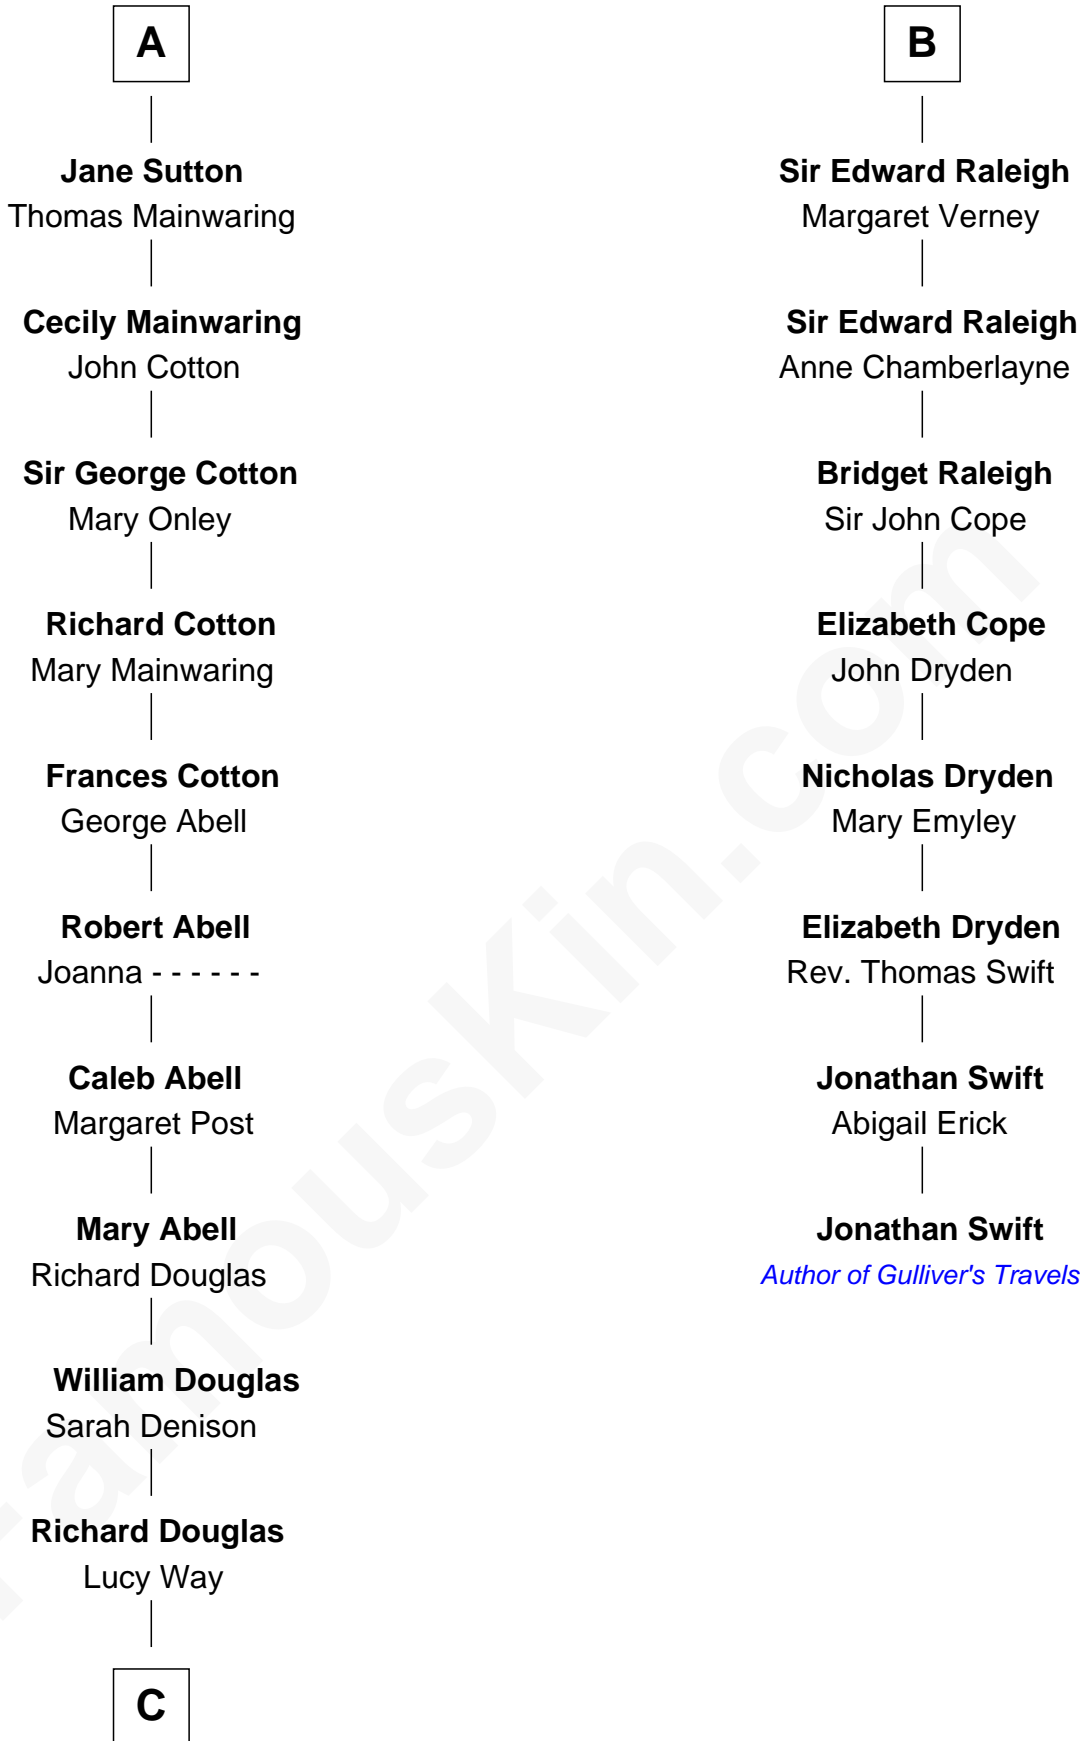 A
Jane Sutton
Thomas Mainwaring
Cecily Mainwaring
John Cotton
Sir George Cotton
Mary Onley
Richard Cotton
Mary Mainwaring
Frances Cotton
George Abell
Robert Abell
Joanna - - - - - -
Caleb Abell
Margaret Post
Mary Abell
Richard Douglas
William Douglas
Sarah Denison
Richard Douglas
Lucy Way
C
B
Sir Edward Raleigh
Margaret Verney
Sir Edward Raleigh
Anne Chamberlayne
Bridget Raleigh
Sir John Cope
Elizabeth Cope
John Dryden
Nicholas Dryden
Mary Emyley
Elizabeth Dryden
Rev. Thomas Swift
Jonathan Swift
Abigail Erick
Jonathan Swift
Author of Gulliver's Travels
FamousKin.com